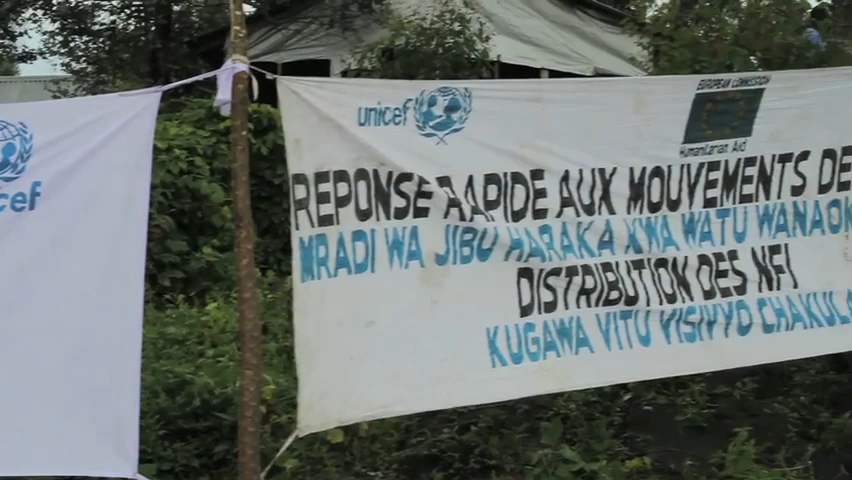 unicef
unicef
EUROPEAN COMMISSION
Humanitarian Aid
REPONSE RAPIDE AUX MOUVEMENTS DE
MRADI WA JIBU HARAKA KWA WATU WANAOK
DISTRIBUTION DES NFI
KUGAWA VITU VISIVYO CHAKULA